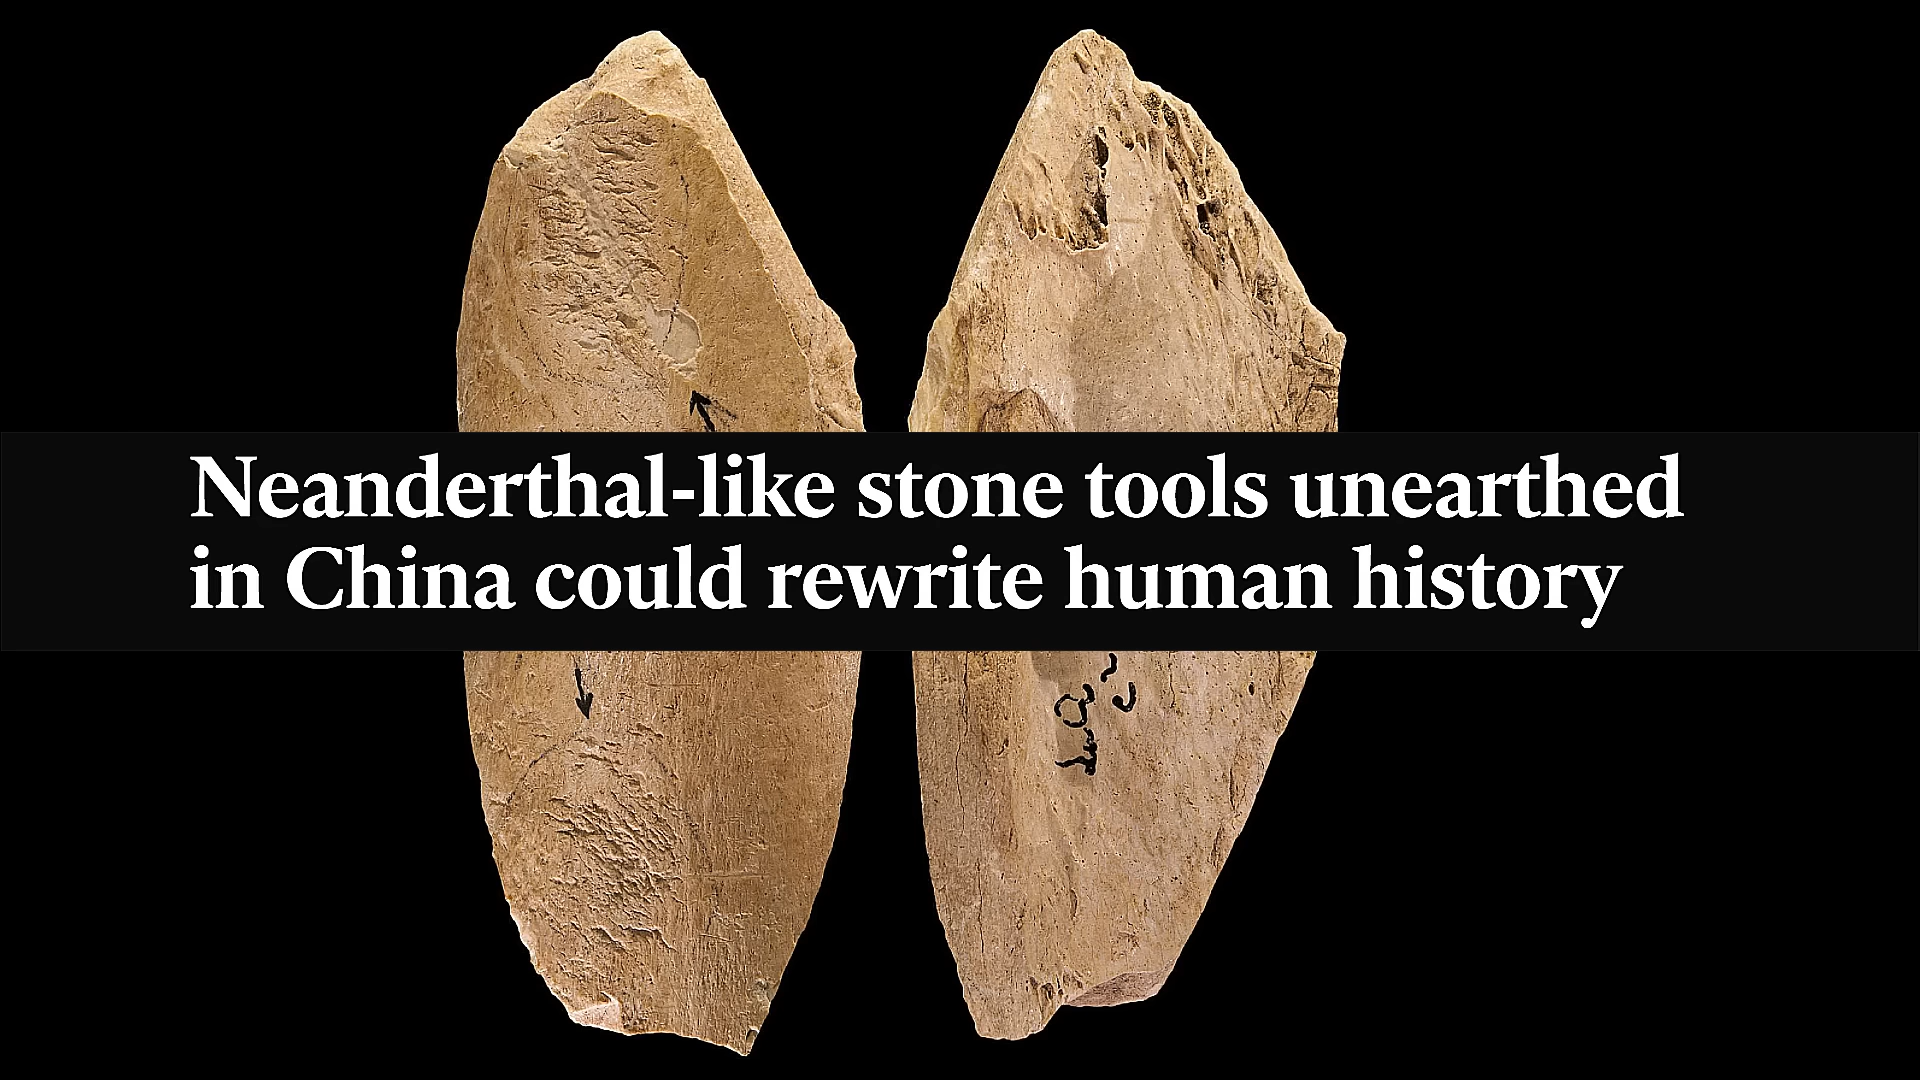 Neanderthal-like stone tools unearthed
in China could rewrite human history